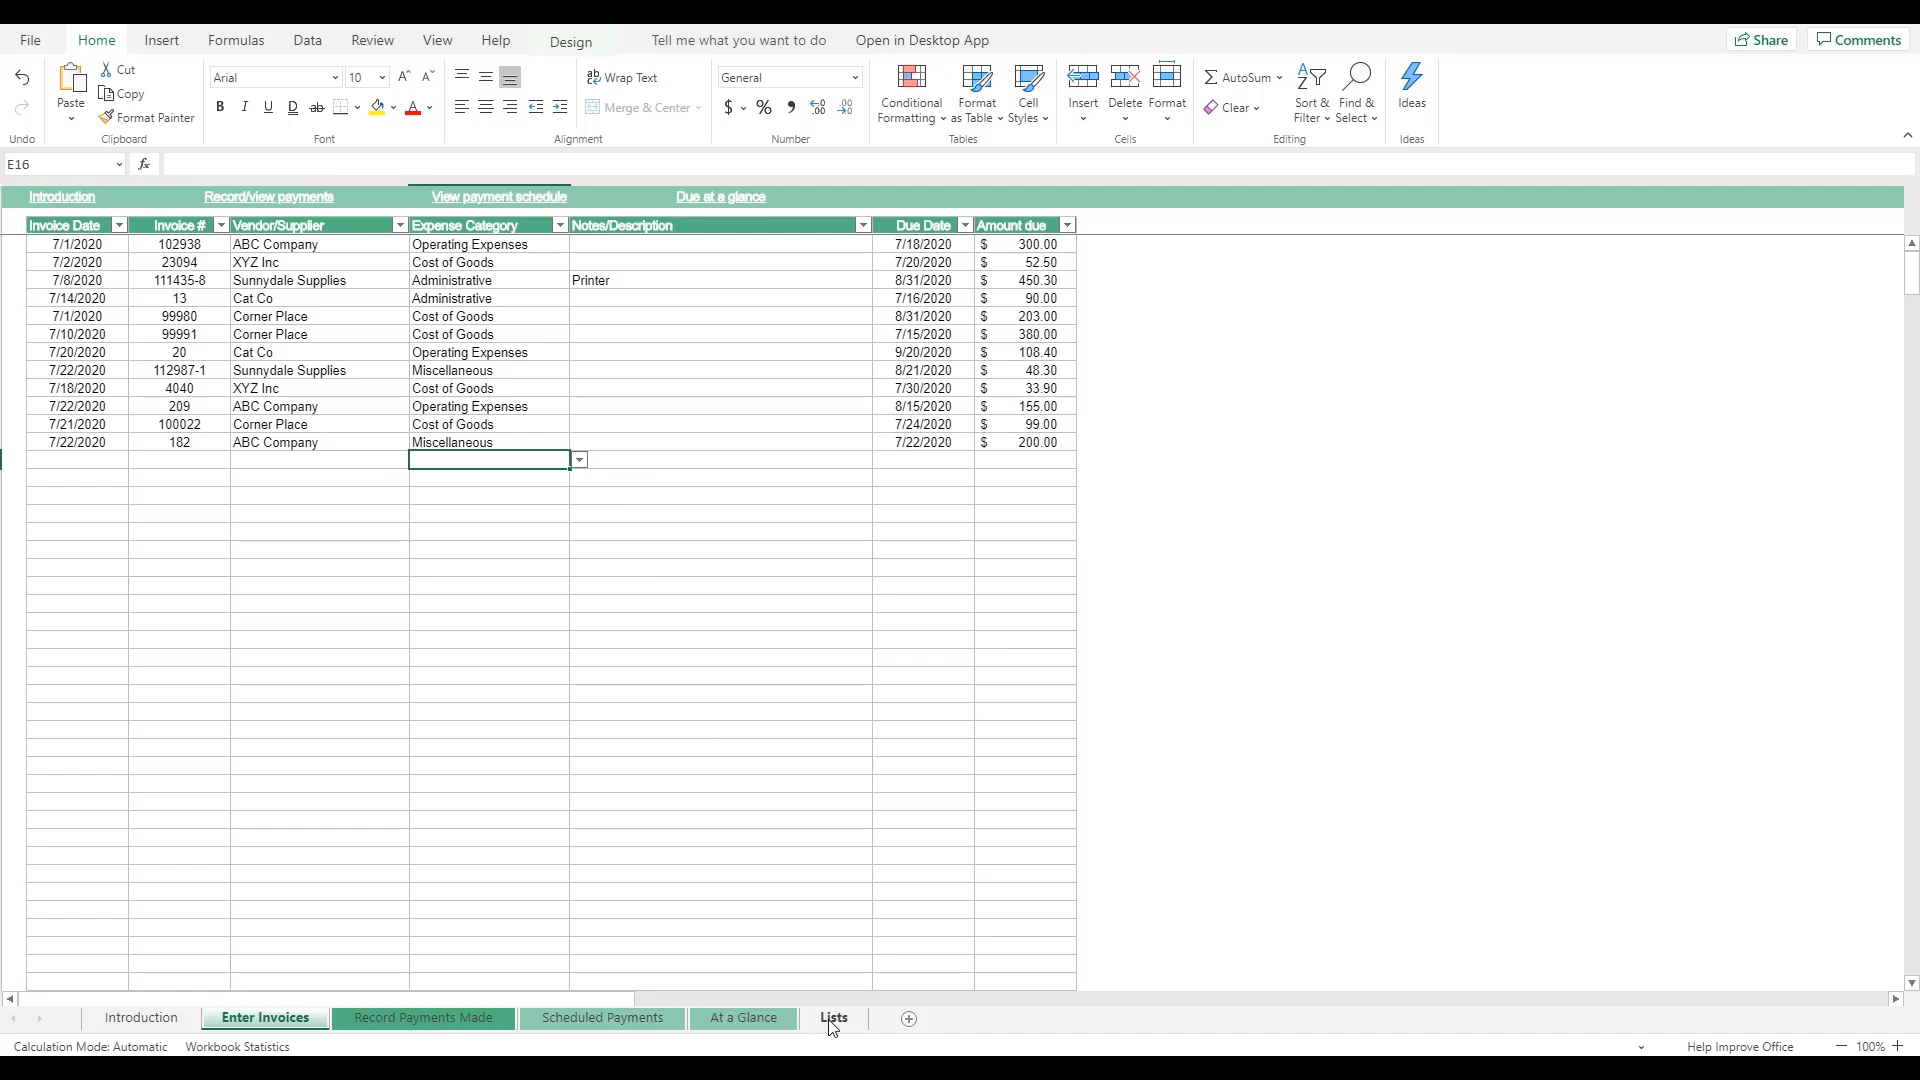 File Home Insert Formulas Data Review View Help Design Tell me what you want to do Open in Desktop App Share Comments
Paste Cut Copy Format Painter
Arial 10
B I U D ab A
ab Wrap Text
Merge & Center
General
$ % 9
Conditional Formatting
Format as Table
Cell Styles
Insert Delete Format
AutoSum
Clear
Sort & Filter
Find & Select
Ideas
Undo Clipboard Font Alignment Number Tables Cells Editing Ideas
E16 fx
Introduction Record/view payments View payment schedule Due at a glance
Invoice Date Invoice # Vendor/Supplier Expense Category Notes/Description Due Date Amount due
7/1/2020 102938 ABC Company Operating Expenses 7/18/2020 $ 300.00
7/2/2020 23094 XYZ Inc Cost of Goods 7/20/2020 $ 52.50
7/8/2020 111435-8 Sunnydale Supplies Administrative Printer 8/31/2020 $ 450.30
7/14/2020 13 Cat Co Administrative 7/16/2020 $ 90.00
7/1/2020 99980 Corner Place Cost of Goods 8/31/2020 $ 203.00
7/10/2020 99991 Corner Place Cost of Goods 7/15/2020 $ 380.00
7/20/2020 20 Cat Co Operating Expenses 9/20/2020 $ 108.40
7/22/2020 112987-1 Sunnydale Supplies Miscellaneous 8/21/2020 $ 48.30
7/18/2020 4040 XYZ Inc Cost of Goods 7/30/2020 $ 33.90
7/22/2020 209 ABC Company Operating Expenses 8/15/2020 $ 155.00
7/21/2020 100022 Corner Place Cost of Goods 7/24/2020 $ 99.00
7/22/2020 182 ABC Company Miscellaneous 7/22/2020 $ 200.00
Introduction Enter Invoices Record Payments Made Scheduled Payments At a Glance Lists
Calculation Mode: Automatic Workbook Statistics Help Improve Office 100%